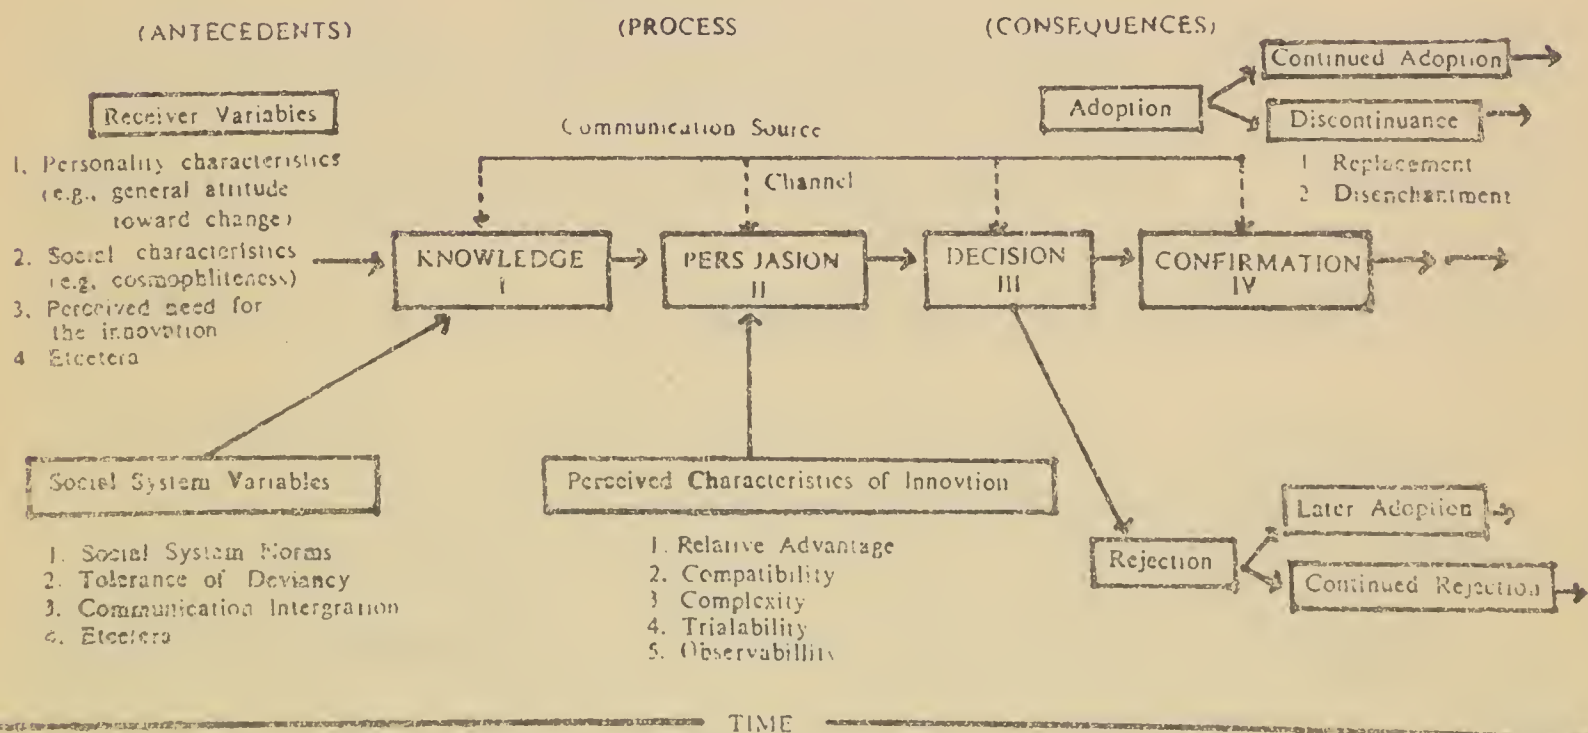 (ANTECEDENTS)
(PROCESS
(CONSEQUENCES)
Receiver Variables
1. Personality characteristics
(e.g., general attitude
toward change)
2. Social characteristics
(e.g, cosmophliteness)
3. Perceived need for
the innovation
4 Etcetera
Communication Source
Channel
KNOWLEDGE
I
PERS JASION
II
DECISION
III
CONFIRMATION
IV
Adoption
Continued Adoption
Discontinuance
1 Replacement
2 Disenchantment
Social System Variables
1. Social System Norms
2. Tolerance of Deviancy
3. Communication Intergration
4. Etcetera
Perceived Characteristics of Innovtion
1. Relative Advantage
2. Compatibility
3 Complexity
4. Trialability
5. Observabillity
Rejection
Later Adoption
Continued Rejection
TIME